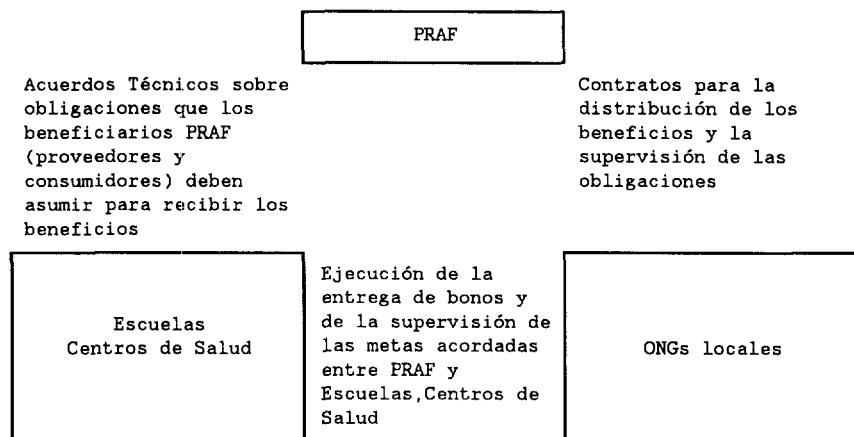 PRAF
Acuerdos Técnicos sobre
obligaciones que los
beneficiarios PRAF
(proveedores y
consumidores) deben
asumir para recibir los
beneficios
Contratos para la
distribución de los
beneficios y la
supervisión de las
obligaciones
Escuelas
Centros de Salud
Ejecución de la
entrega de bonos y
de la supervisión de
las metas acordadas
entre PRAF y
Escuelas,Centros de
Salud
ONGs locales